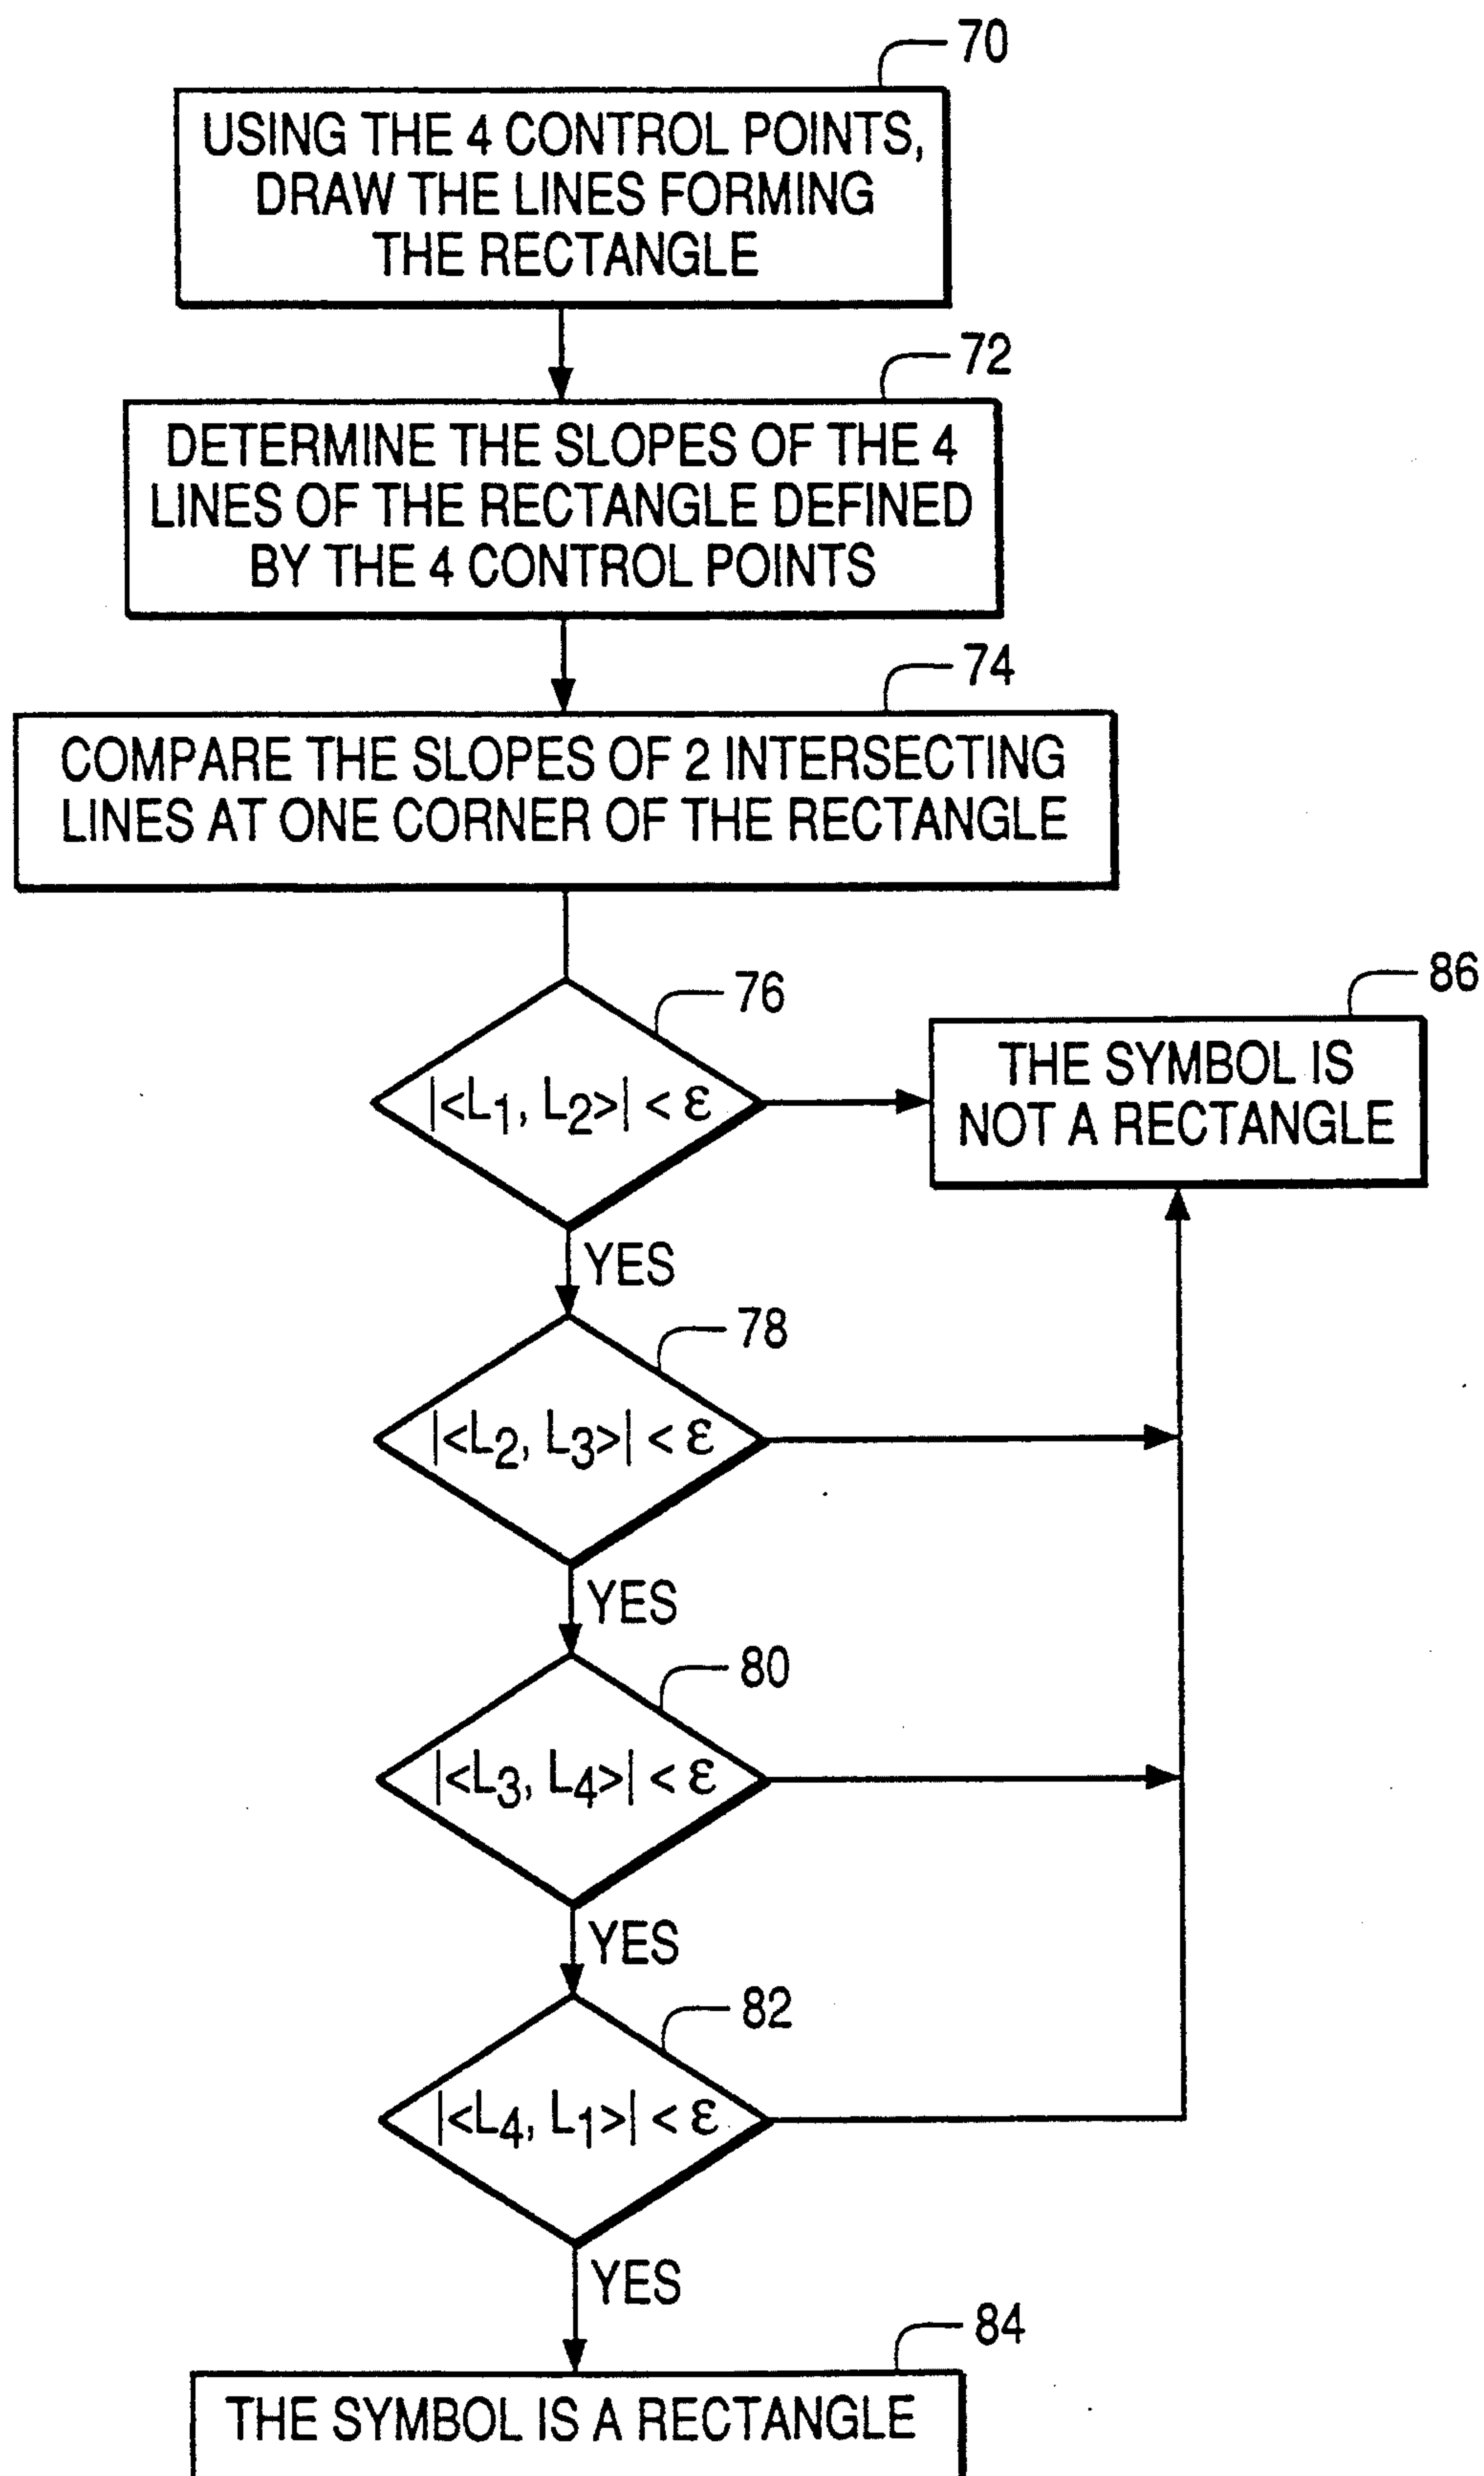 70
USING THE 4 CONTROL POINTS,
DRAW THE LINES FORMING
THE RECTANGLE
72
DETERMINE THE SLOPES OF THE 4
LINES OF THE RECTANGLE DEFINED
BY THE 4 CONTROL POINTS
74
COMPARE THE SLOPES OF 2 INTERSECTING
LINES AT ONE CORNER OF THE RECTANGLE
76
|<L1, L2>| < ε
86
THE SYMBOL IS
NOT A RECTANGLE
YES
78
|<L2, L3>| < ε
YES
80
|<L3, L4>| < ε
YES
82
|<L4, L1>| < ε
YES
84
THE SYMBOL IS A RECTANGLE